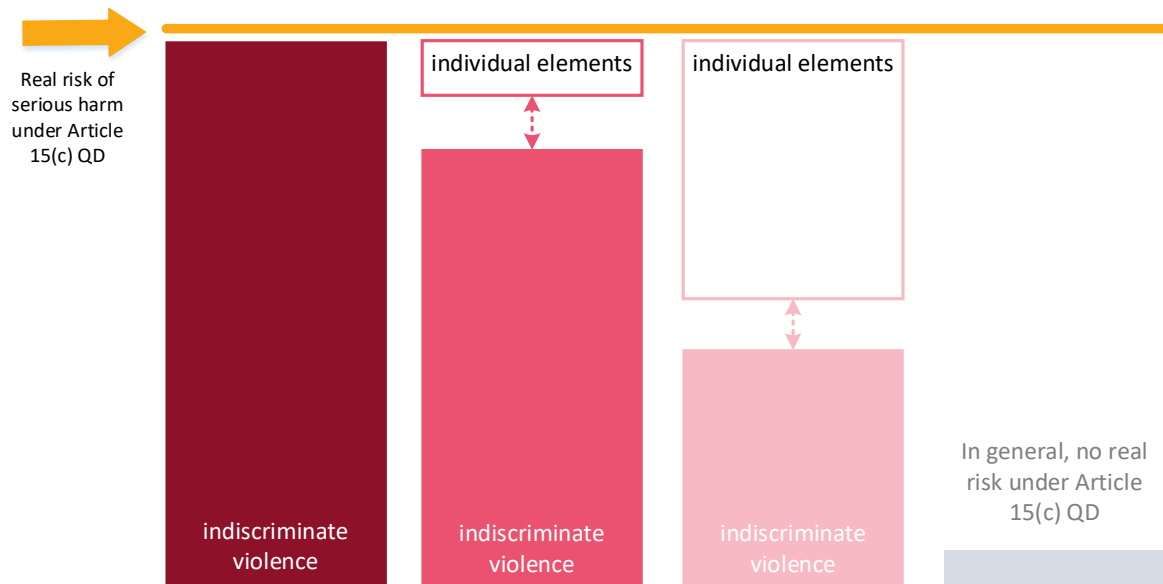 Real risk of
serious harm
under Article
15(c) QD
individual elements
individual elements
indiscriminate
violence
indiscriminate
violence
indiscriminate
violence
In general, no real
risk under Article
15(c) QD